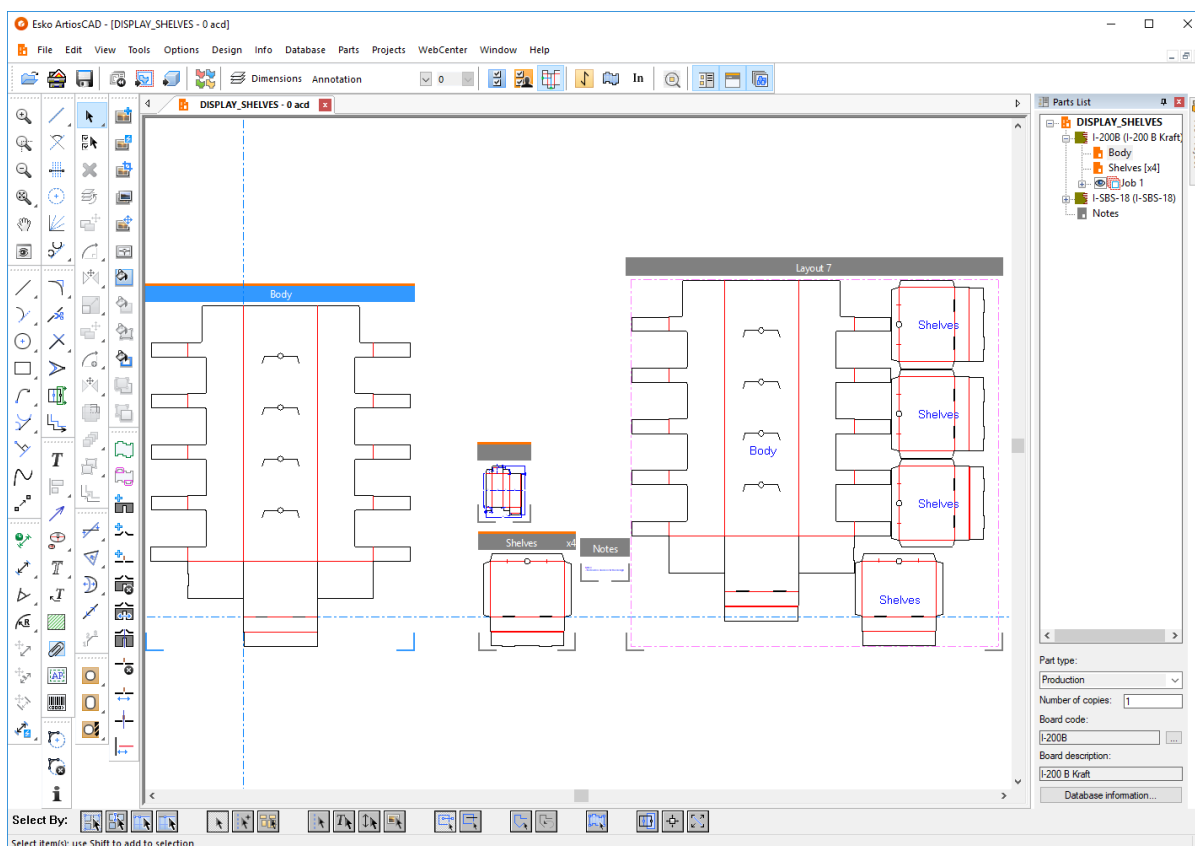 Esko ArtiosCAD - [DISPLAY_SHELVES - 0 acd]
File Edit View Tools Options Design Info Database Parts Projects WebCenter Window Help
Dimensions Annotation 0 In
DISPLAY_SHELVES - 0 acd
Parts List
DISPLAY_SHELVES
I-200B (I-200 B Kraft)
Body
Shelves [x4]
Job 1
I-SBS-18 (I-SBS-18)
Notes
Layout 7
Body
Shelves
Shelves
Body
Shelves
Shelves x4
Notes
Shelves
Part type:
Production
Number of copies: 1
Board code:
I-200B ...
Board description:
I-200 B Kraft
Database information...
Select By:
Select item(s); use Shift to add to selection